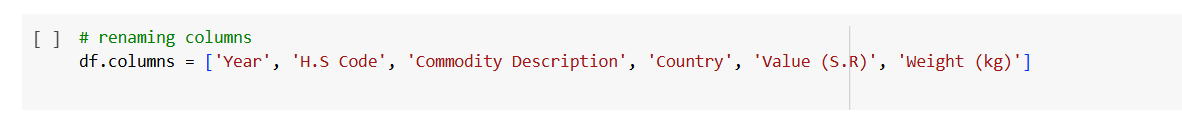 [ ] # renaming columns
df.columns = ['Year', 'H.S Code', 'Commodity Description', 'Country', 'Value (S.R)', 'Weight (kg)']